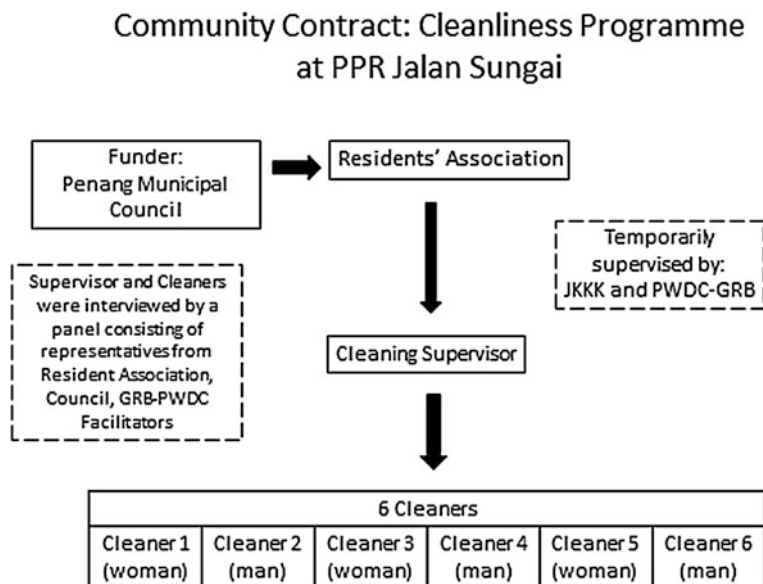 Community Contract: Cleanliness Programme
at PPR Jalan Sungai
Funder:
Penang Municipal
Council
Residents' Association
Temporarily
supervised by:
JKKK and PWDC-GRB
Supervisor and Cleaners
were interviewed by a
panel consisting of
representatives from
Resident Association,
Council, GRB-PWDC
Facilitators
Cleaning Supervisor
6 Cleaners
Cleaner 1
(woman)
Cleaner 2
(man)
Cleaner 3
(woman)
Cleaner 4
(man)
Cleaner 5
(woman)
Cleaner 6
(man)